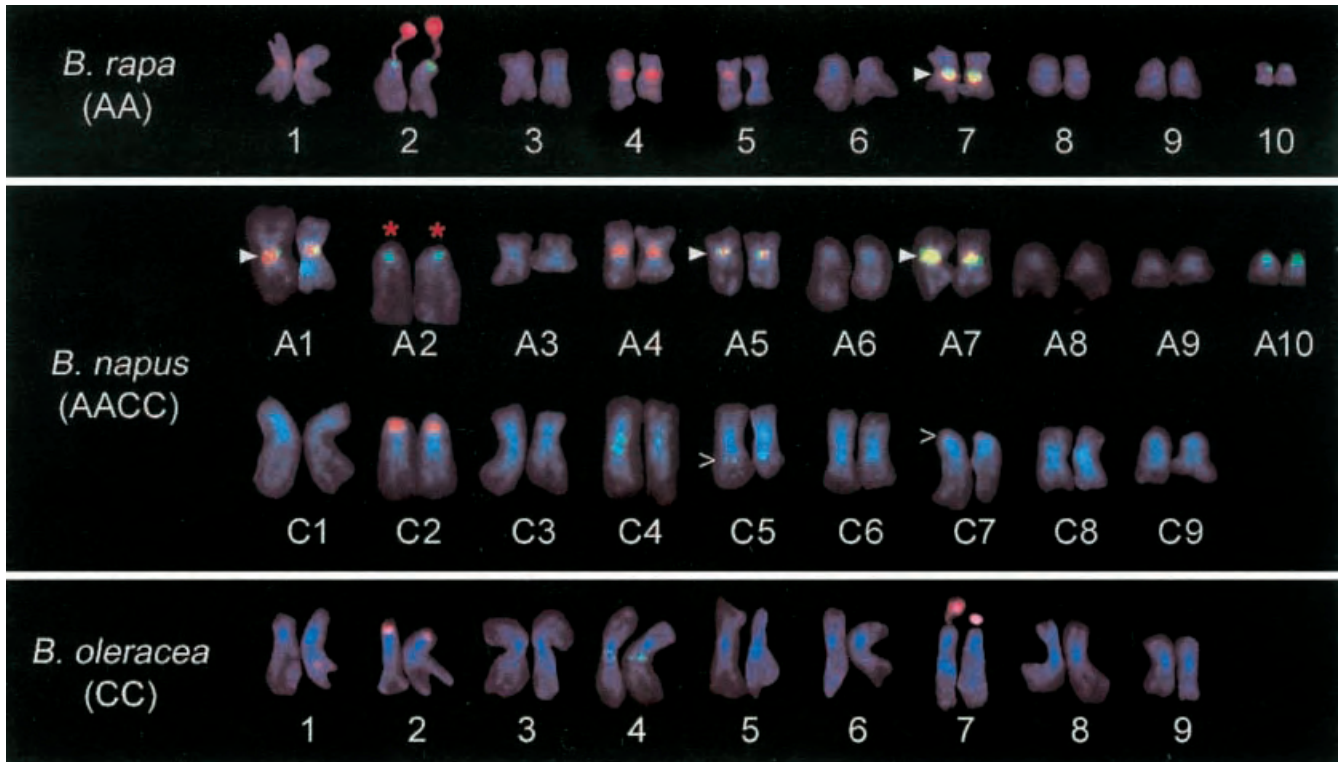 B. rapa
(AA)
1 2 3 4 5 6 7 8 9 10
* *
A1 A2 A3 A4 A5 A6 A7 A8 A9 A10
B. napus
(AACC)
> >
C1 C2 C3 C4 C5 C6 C7 C8 C9
B. oleracea
(CC)
1 2 3 4 5 6 7 8 9